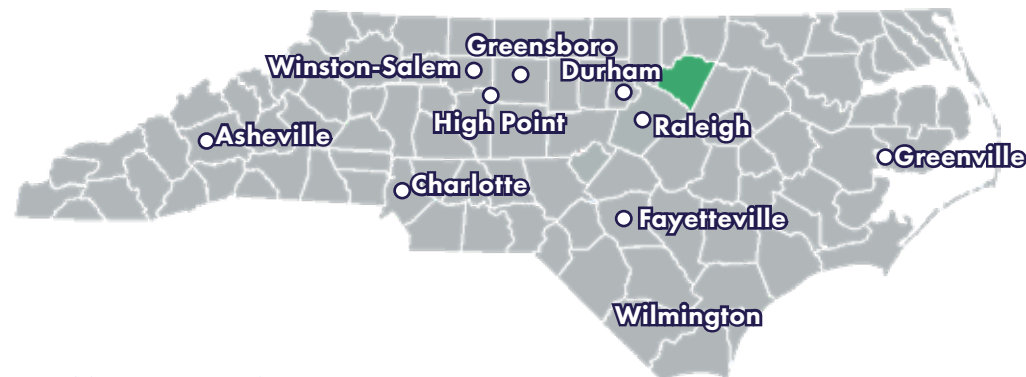 Greensboro
Winston-Salem
Durham
High Point
Raleigh
Asheville
Greenville
Charlotte
Fayetteville
Wilmington